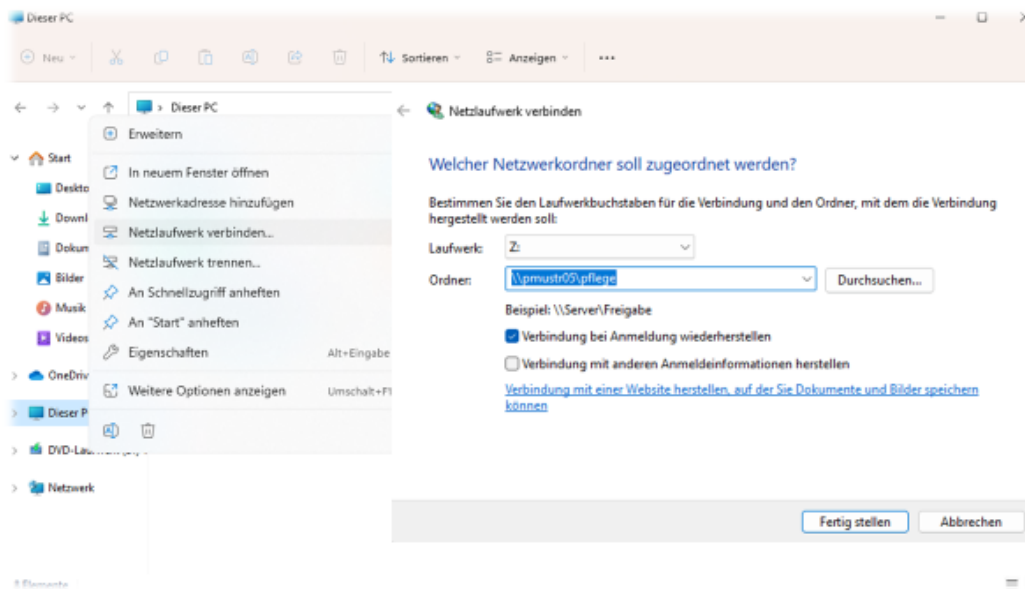 Dieser PC
Neu
Sortieren
Anzeigen
Dieser PC
Erweitern
Start
In neuem Fenster öffnen
Deskto
Netzwerkadresse hinzufügen
Downl
Netzlaufwerk verbinden...
Dokun
Netzlaufwerk trennen...
Bilder
An Schnellzugriff anheften
Musik
An "Start" anheften
Videos
Eigenschaften Alt+Eingabe
OneDriv
Weitere Optionen anzeigen Umschalt+F1
Dieser P
DVD-Lau
Netzwerk
8 Elemente
Netzlaufwerk verbinden
Welcher Netzwerkordner soll zugeordnet werden?
Bestimmen Sie den Laufwerkbuchstaben für die Verbindung und den Ordner, mit dem die Verbindung
hergestellt werden soll:
Laufwerk: Z:
Ordner: \\pmustr05\pflege Durchsuchen...
Beispiel: \\Server\Freigabe
Verbindung bei Anmeldung wiederherstellen
Verbindung mit anderen Anmeldeinformationen herstellen
Verbindung mit einer Website herstellen, auf der Sie Dokumente und Bilder speichern
können
Fertig stellen Abbrechen